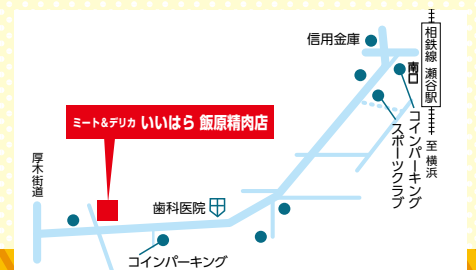 信用金庫
相鉄線 瀬谷駅
南口
至 横浜
コインパーキング
スポーツクラブ
ミート&デリカ いいはら 飯原精肉店
厚木街道
歯科医院
コインパーキング